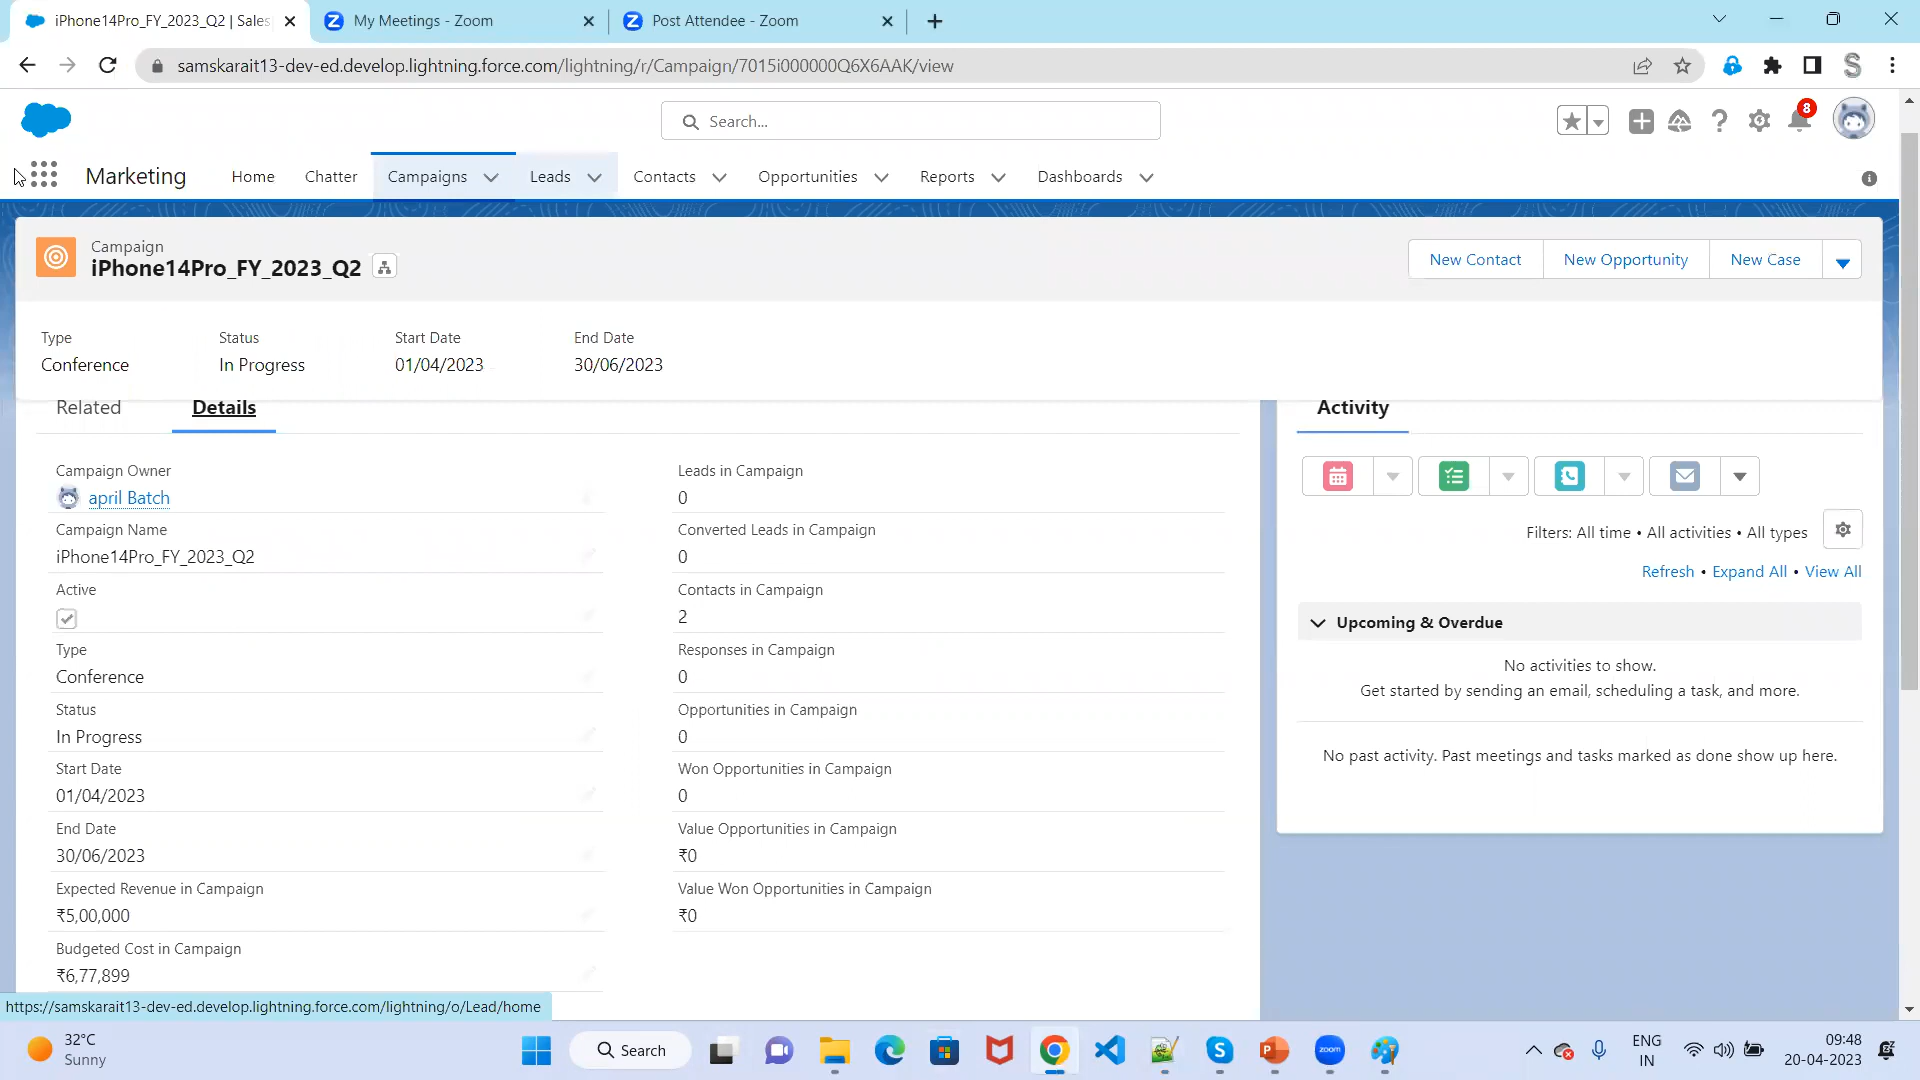 iPhone14Pro_FY_2023_Q2 | Sales
My Meetings - Zoom
Post Attendee - Zoom
samskarait13-dev-ed.develop.lightning.force.com/lightning/r/Campaign/7015i000000Q6X6AAK/view
Search...
8
Marketing
Home
Chatter
Campaigns
Leads
Contacts
Opportunities
Reports
Dashboards
Campaign
iPhone14Pro_FY_2023_Q2
New Contact
New Opportunity
New Case
Type
Status
Start Date
End Date
Conference
In Progress
01/04/2023
30/06/2023
Related
Details
Campaign Owner
april Batch
Campaign Name
iPhone14Pro_FY_2023_Q2
Active
Type
Conference
Status
In Progress
Start Date
01/04/2023
End Date
30/06/2023
Expected Revenue in Campaign
₹5,00,000
Budgeted Cost in Campaign
₹6,77,899
Leads in Campaign
0
Converted Leads in Campaign
0
Contacts in Campaign
2
Responses in Campaign
0
Opportunities in Campaign
0
Won Opportunities in Campaign
0
Value Opportunities in Campaign
₹0
Value Won Opportunities in Campaign
₹0
Activity
Filters: All time • All activities • All types
Refresh • Expand All • View All
Upcoming & Overdue
No activities to show.
Get started by sending an email, scheduling a task, and more.
No past activity. Past meetings and tasks marked as done show up here.
https://samskarait13-dev-ed.develop.lightning.force.com/lightning/o/Lead/home
32°C
Sunny
Search
zoom
ENG
IN
09:48
20-04-2023